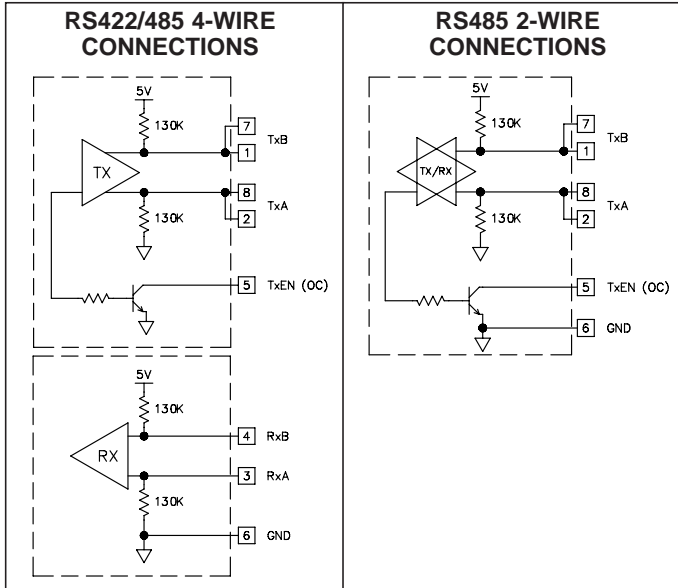 RS422/485 4-WIRE
CONNECTIONS
5V
130K
7
TxB
1
TX
8
TxA
2
130K
5 TxEN (OC)
5V
130K
4 RxB
RX
3 RxA
130K
6 GND
RS485 2-WIRE
CONNECTIONS
5V
130K
7
TxB
1
TX/RX
8
TxA
2
130K
5 TxEN (OC)
6 GND